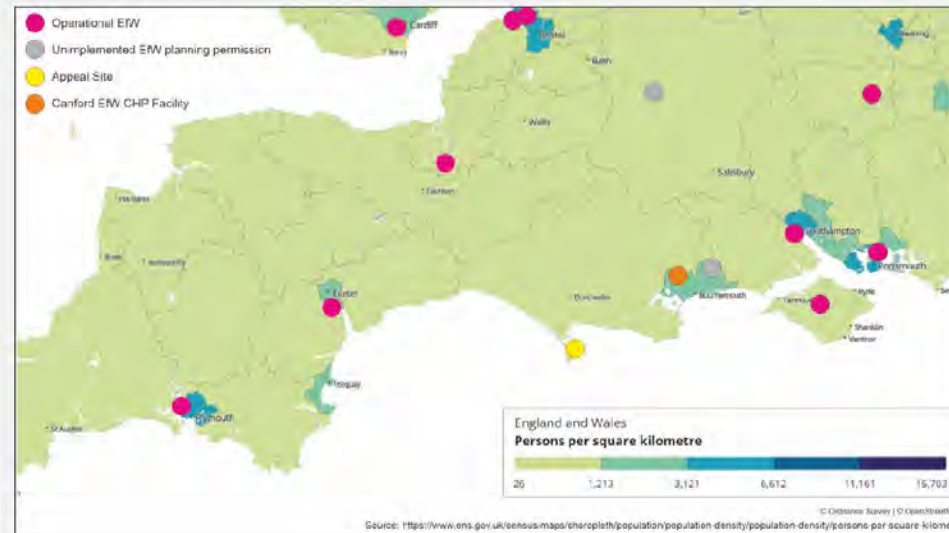 Operational EfW
Unimplemented EfW planning permission
Appeal Site
Canford EfW CHP Facility
Cardiff
Bristol
Reading
Wells
Taunton
Salisbury
Southampton
Portsmouth
Exeter
Dorchester
Bournemouth
Ryde
Shanklin
Ventnor
Torquay
Plymouth
St Austell
England and Wales
Persons per square kilometre
26
1,213
3,121
6,612
11,161
15,703
© Ordnance Survey | © OpenStreetM
Source: https://www.ons.gov.uk/census/maps/choropleth/population/population-density/population-density/persons-per-square-kilome